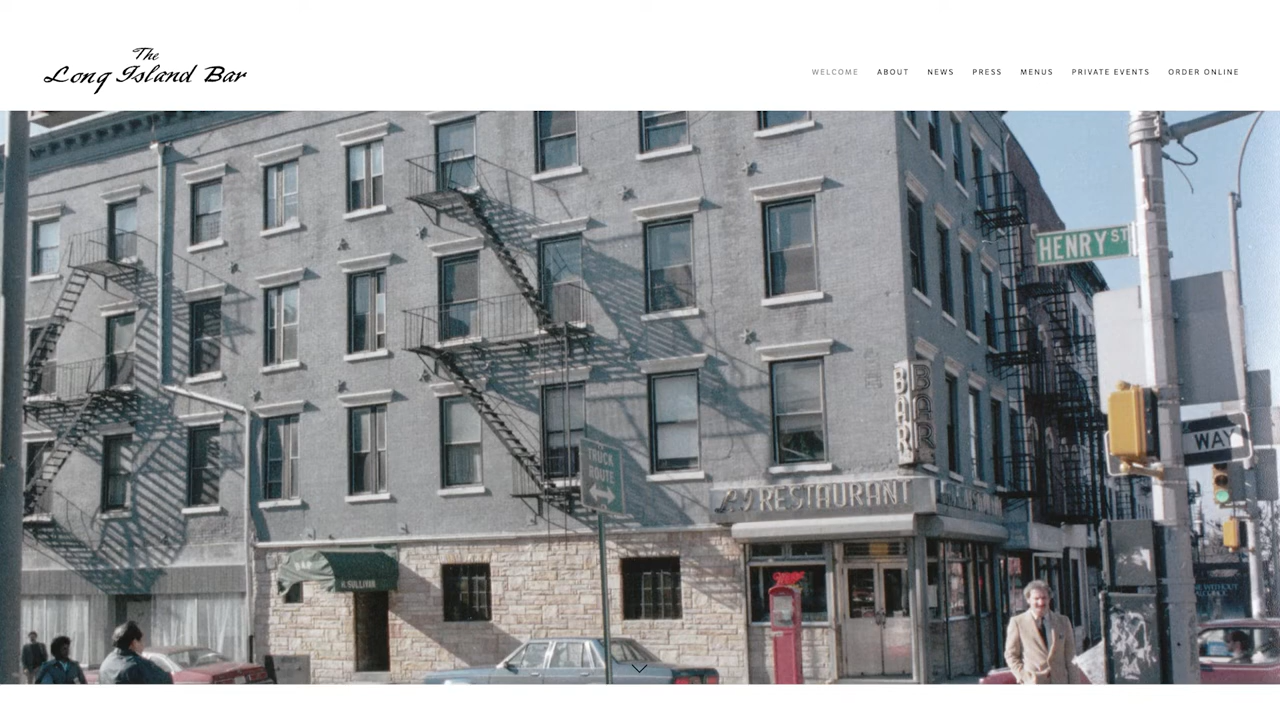 The
Long Island Bar
WELCOME
ABOUT
NEWS
PRESS
MENUS
PRIVATE EVENTS
ORDER ONLINE
HENRY ST
BAR
BAR
WAY
TRUCK
ROUTE
L.I RESTAURANT